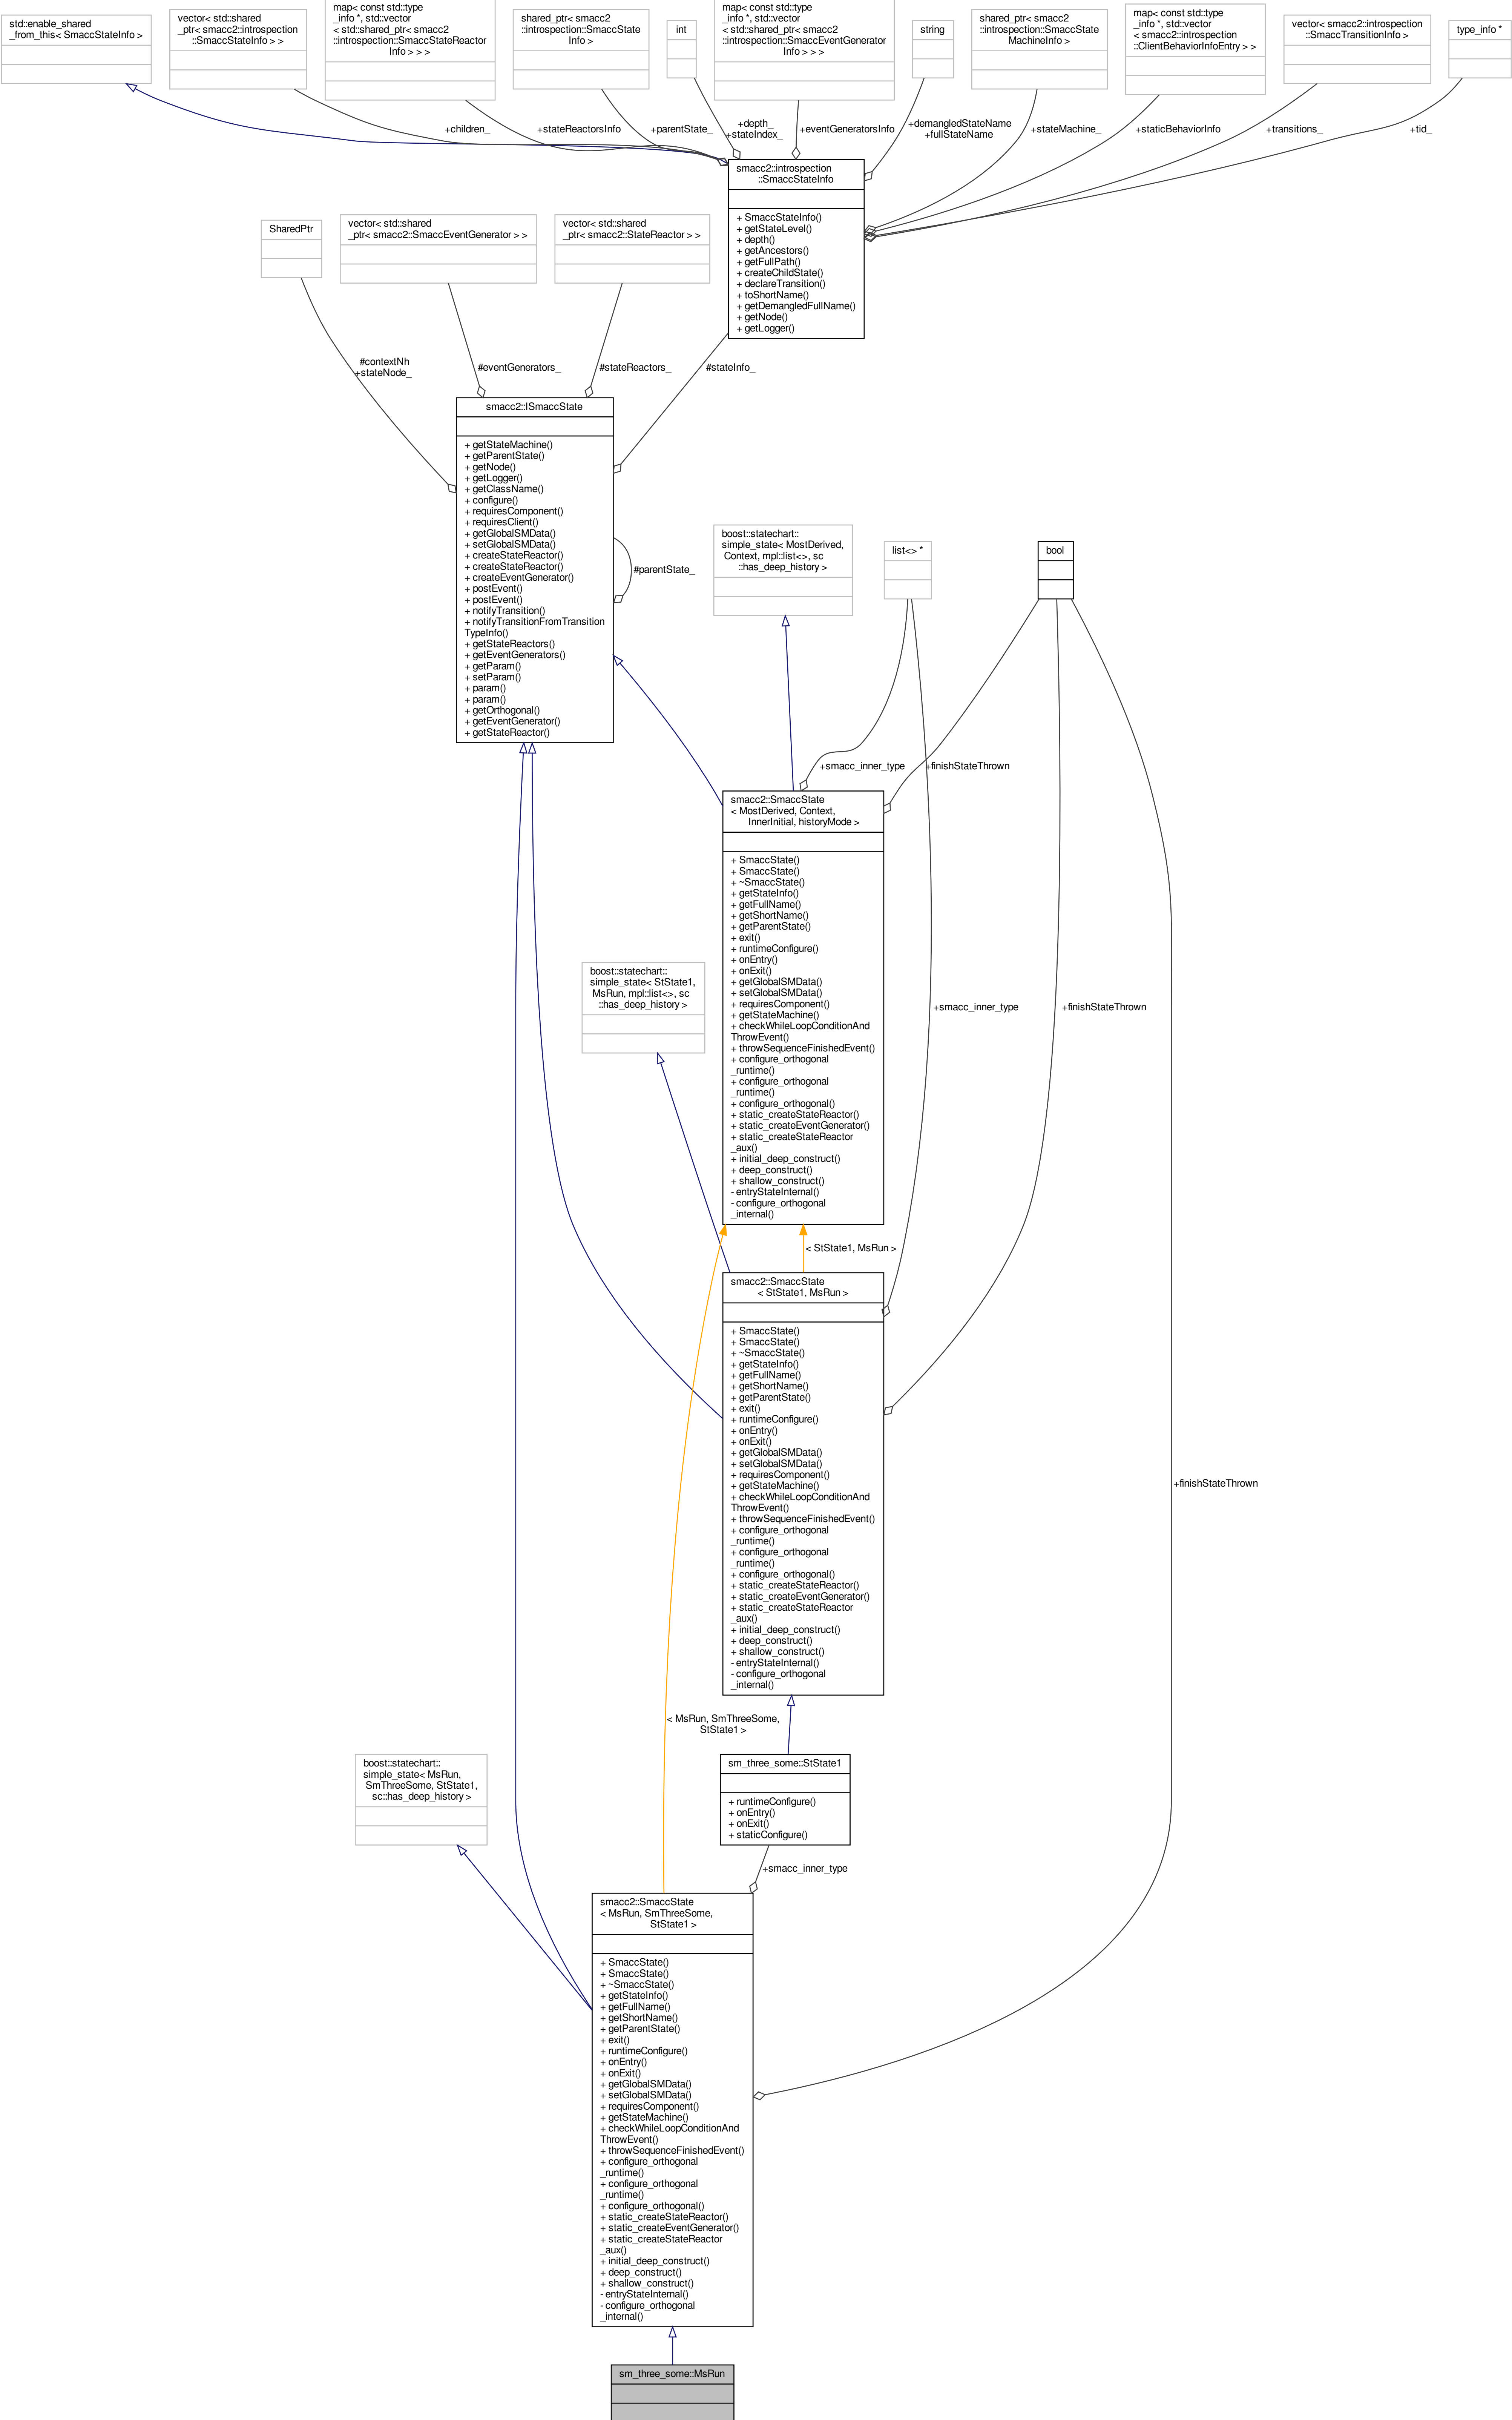 std::enable_shared
_from_this< SmaccStateInfo >
vector< std::shared
_ptr< smacc2::introspection
::SmaccStateInfo > >
map< const std::type
_info *, std::vector
< std::shared_ptr< smacc2
::introspection::SmaccStateReactor
Info > > >
shared_ptr< smacc2
::introspection::SmaccState
Info >
int
map< const std::type
_info *, std::vector
< std::shared_ptr< smacc2
::introspection::SmaccEventGenerator
Info > > >
string
shared_ptr< smacc2
::introspection::SmaccState
MachineInfo >
map< const std::type
_info *, std::vector
< smacc2::introspection
::ClientBehaviorInfoEntry > >
vector< smacc2::introspection
::SmaccTransitionInfo >
type_info *
+children_
+stateReactorsInfo
+parentState_
+depth_
+stateIndex_
+eventGeneratorsInfo
+demangledStateName
+fullStateName
+stateMachine_
+staticBehaviorInfo
+transitions_
+tid_
smacc2::introspection
::SmaccStateInfo
+ SmaccStateInfo()
+ getStateLevel()
+ depth()
+ getAncestors()
+ getFullPath()
+ createChildState()
+ declareTransition()
+ toShortName()
+ getDemangledFullName()
+ getNode()
+ getLogger()
SharedPtr
vector< std::shared
_ptr< smacc2::SmaccEventGenerator > >
vector< std::shared
_ptr< smacc2::StateReactor > >
#contextNh
+stateNode_
#eventGenerators_
#stateReactors_
#stateInfo_
smacc2::ISmaccState
+ getStateMachine()
+ getParentState()
+ getNode()
+ getLogger()
+ getClassName()
+ configure()
+ requiresComponent()
+ requiresClient()
+ getGlobalSMData()
+ setGlobalSMData()
+ createStateReactor()
+ createStateReactor()
+ createEventGenerator()
+ postEvent()
+ postEvent()
+ notifyTransition()
+ notifyTransitionFromTransition
TypeInfo()
+ getStateReactors()
+ getEventGenerators()
+ getParam()
+ setParam()
+ param()
+ param()
+ getOrthogonal()
+ getEventGenerator()
+ getStateReactor()
#parentState_
boost::statechart::
simple_state< MostDerived,
Context, mpl::list<>, sc
::has_deep_history >
list<> *
bool
+smacc_inner_type
+finishStateThrown
smacc2::SmaccState
< MostDerived, Context,
InnerInitial, historyMode >
+ SmaccState()
+ SmaccState()
+ ~SmaccState()
+ getStateInfo()
+ getFullName()
+ getShortName()
+ getParentState()
+ exit()
+ runtimeConfigure()
+ onEntry()
+ onExit()
+ getGlobalSMData()
+ setGlobalSMData()
+ requiresComponent()
+ getStateMachine()
+ checkWhileLoopConditionAnd
ThrowEvent()
+ throwSequenceFinishedEvent()
+ configure_orthogonal
_runtime()
+ configure_orthogonal
_runtime()
+ configure_orthogonal()
+ static_createStateReactor()
+ static_createEventGenerator()
+ static_createStateReactor
_aux()
+ initial_deep_construct()
+ deep_construct()
+ shallow_construct()
- entryStateInternal()
- configure_orthogonal
_internal()
boost::statechart::
simple_state< StState1,
MsRun, mpl::list<>, sc
::has_deep_history >
+smacc_inner_type
+finishStateThrown
< StState1, MsRun >
smacc2::SmaccState
< StState1, MsRun >
+ SmaccState()
+ SmaccState()
+ ~SmaccState()
+ getStateInfo()
+ getFullName()
+ getShortName()
+ getParentState()
+ exit()
+ runtimeConfigure()
+ onEntry()
+ onExit()
+ getGlobalSMData()
+ setGlobalSMData()
+ requiresComponent()
+ getStateMachine()
+ checkWhileLoopConditionAnd
ThrowEvent()
+ throwSequenceFinishedEvent()
+ configure_orthogonal
_runtime()
+ configure_orthogonal
_runtime()
+ configure_orthogonal()
+ static_createStateReactor()
+ static_createEventGenerator()
+ static_createStateReactor
_aux()
+ initial_deep_construct()
+ deep_construct()
+ shallow_construct()
- entryStateInternal()
- configure_orthogonal
_internal()
+finishStateThrown
< MsRun, SmThreeSome,
StState1 >
boost::statechart::
simple_state< MsRun,
SmThreeSome, StState1,
sc::has_deep_history >
sm_three_some::StState1
+ runtimeConfigure()
+ onEntry()
+ onExit()
+ staticConfigure()
+smacc_inner_type
smacc2::SmaccState
< MsRun, SmThreeSome,
StState1 >
+ SmaccState()
+ SmaccState()
+ ~SmaccState()
+ getStateInfo()
+ getFullName()
+ getShortName()
+ getParentState()
+ exit()
+ runtimeConfigure()
+ onEntry()
+ onExit()
+ getGlobalSMData()
+ setGlobalSMData()
+ requiresComponent()
+ getStateMachine()
+ checkWhileLoopConditionAnd
ThrowEvent()
+ throwSequenceFinishedEvent()
+ configure_orthogonal
_runtime()
+ configure_orthogonal
_runtime()
+ configure_orthogonal()
+ static_createStateReactor()
+ static_createEventGenerator()
+ static_createStateReactor
_aux()
+ initial_deep_construct()
+ deep_construct()
+ shallow_construct()
- entryStateInternal()
- configure_orthogonal
_internal()
sm_three_some::MsRun